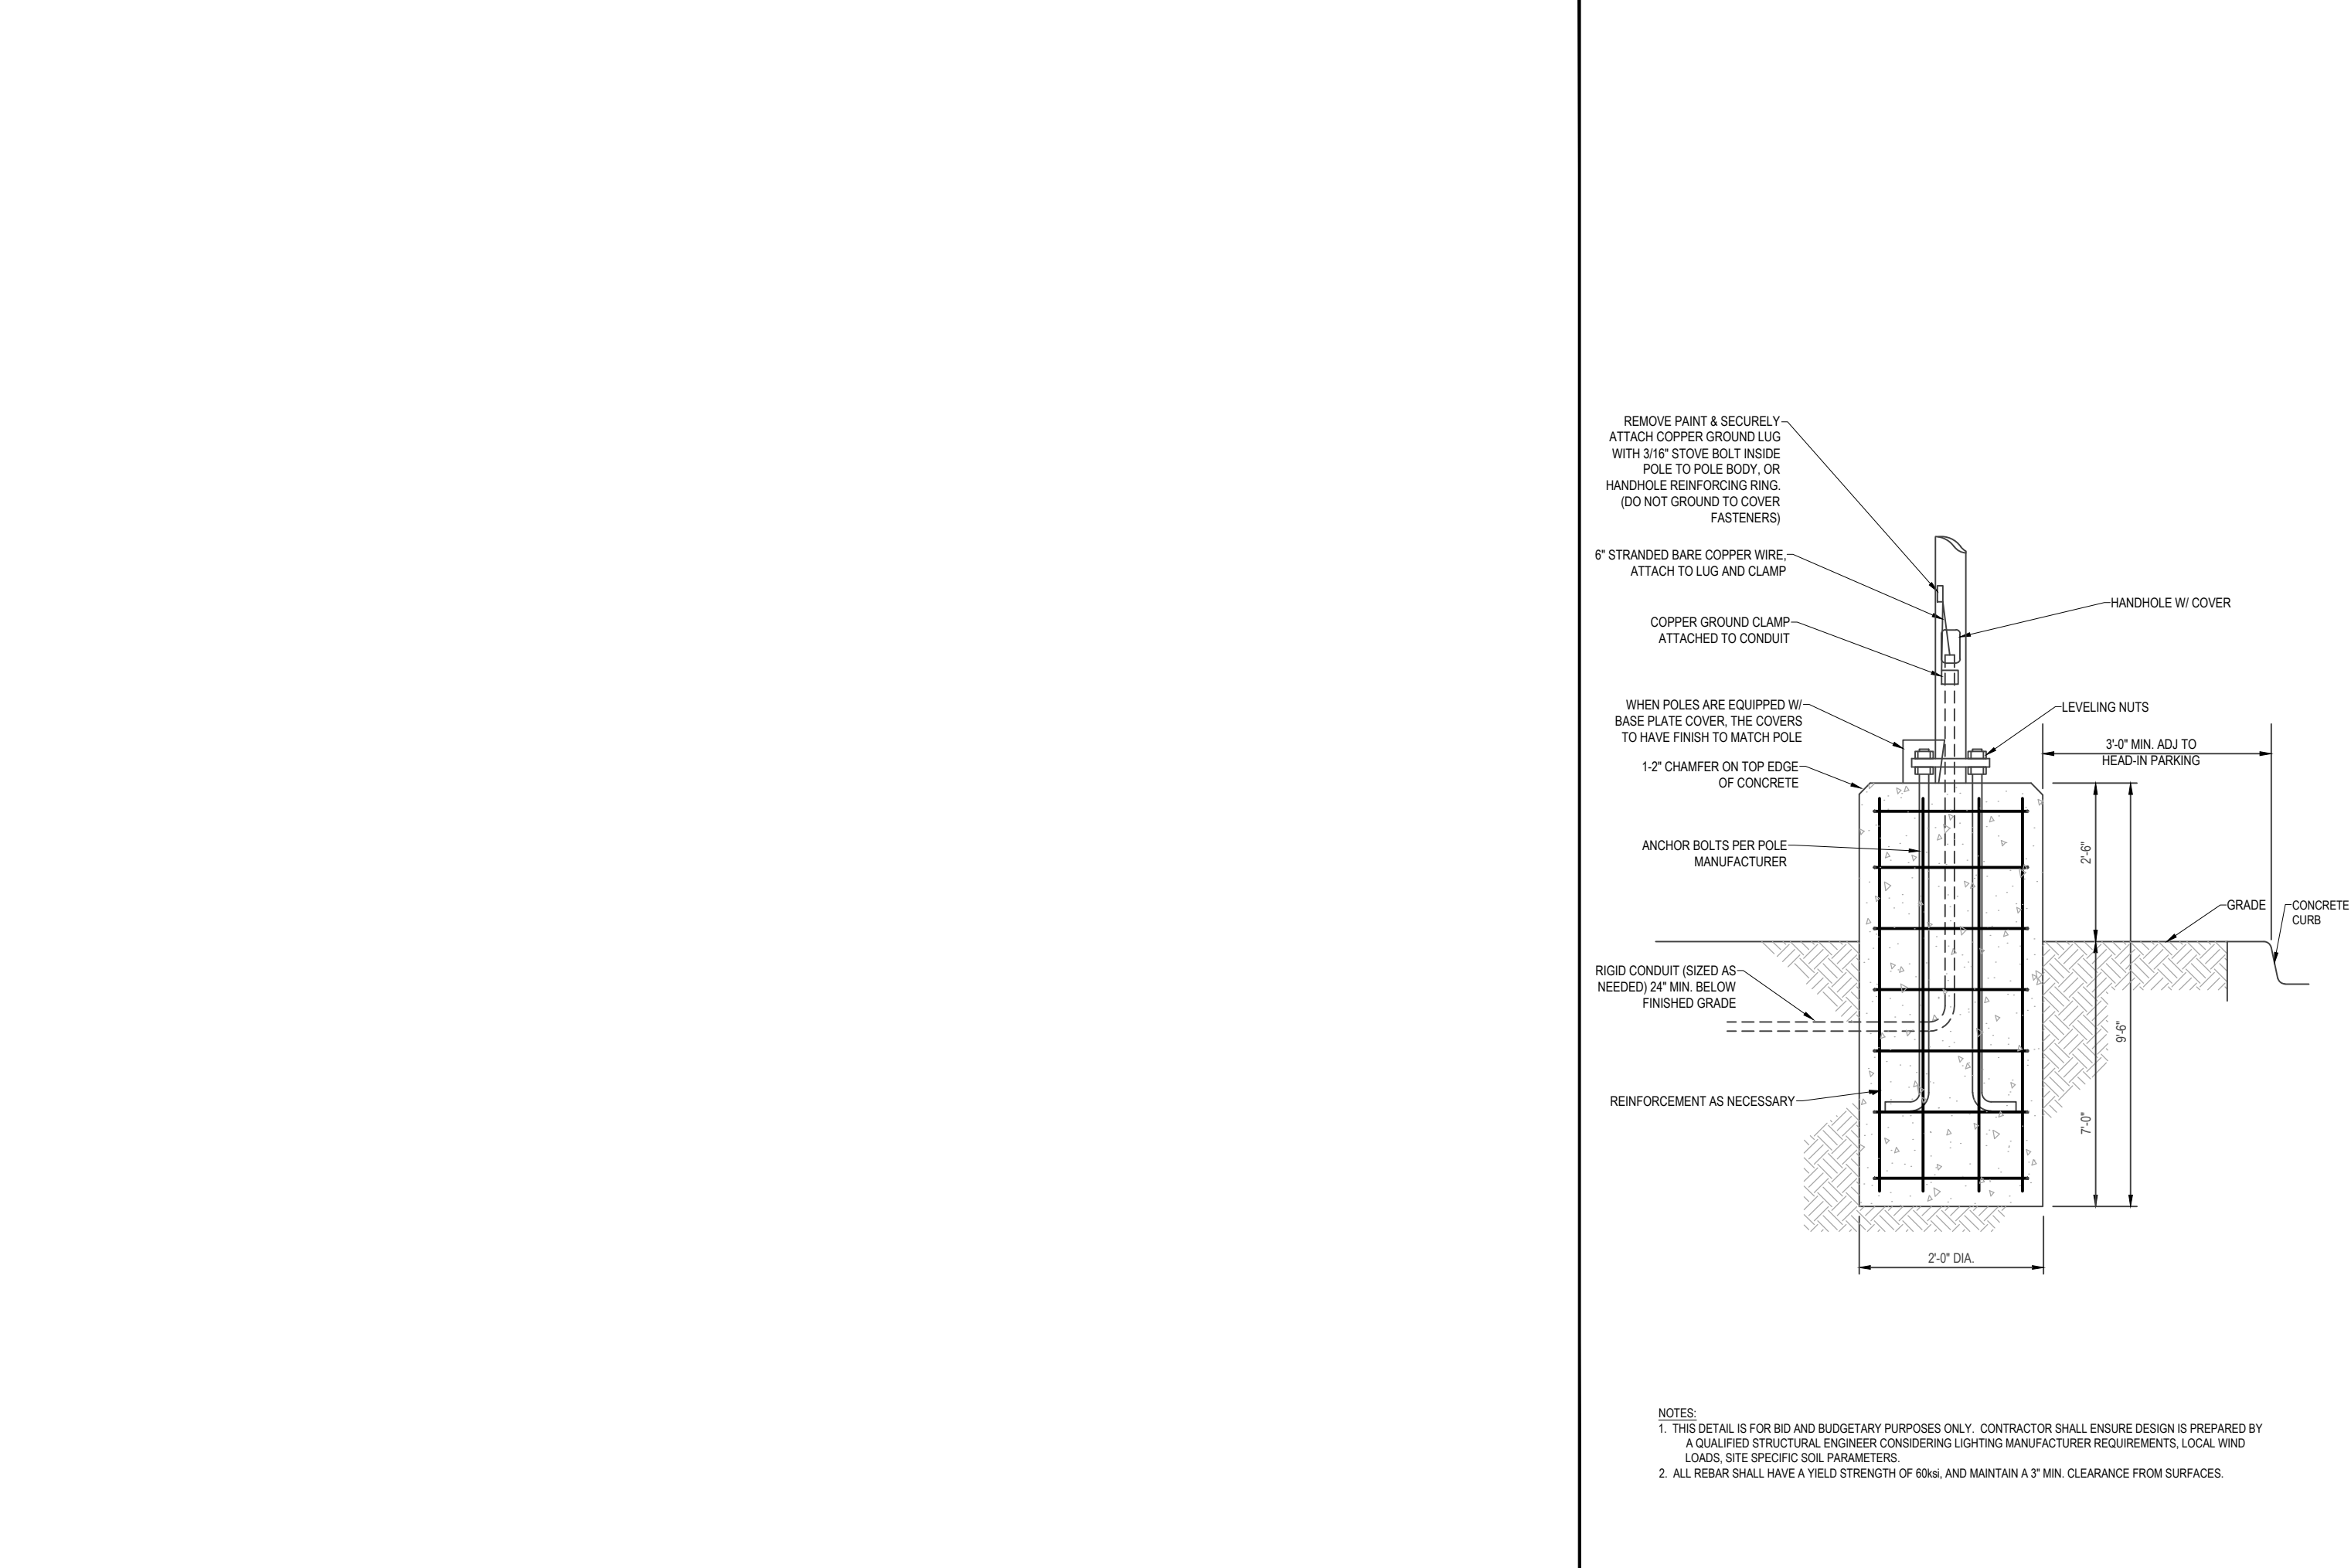 REMOVE PAINT & SECURELY
ATTACH COPPER GROUND LUG
WITH 3/16" STOVE BOLT INSIDE
POLE TO POLE BODY, OR
HANDHOLE REINFORCING RING.
(DO NOT GROUND TO COVER
FASTENERS)
6" STRANDED BARE COPPER WIRE,
ATTACH TO LUG AND CLAMP
HANDHOLE W/ COVER
COPPER GROUND CLAMP
ATTACHED TO CONDUIT
WHEN POLES ARE EQUIPPED W/
BASE PLATE COVER, THE COVERS
TO HAVE FINISH TO MATCH POLE
LEVELING NUTS
3'-0" MIN. ADJ TO
HEAD-IN PARKING
1-2" CHAMFER ON TOP EDGE
OF CONCRETE
ANCHOR BOLTS PER POLE
MANUFACTURER
2'-6"
GRADE
CONCRETE
CURB
RIGID CONDUIT (SIZED AS
NEEDED) 24" MIN. BELOW
FINISHED GRADE
9'-6"
REINFORCEMENT AS NECESSARY
7'-0"
2'-0" DIA.
NOTES:
1. THIS DETAIL IS FOR BID AND BUDGETARY PURPOSES ONLY. CONTRACTOR SHALL ENSURE DESIGN IS PREPARED BY
A QUALIFIED STRUCTURAL ENGINEER CONSIDERING LIGHTING MANUFACTURER REQUIREMENTS, LOCAL WIND
LOADS, SITE SPECIFIC SOIL PARAMETERS.
2. ALL REBAR SHALL HAVE A YIELD STRENGTH OF 60ksi, AND MAINTAIN A 3" MIN. CLEARANCE FROM SURFACES.